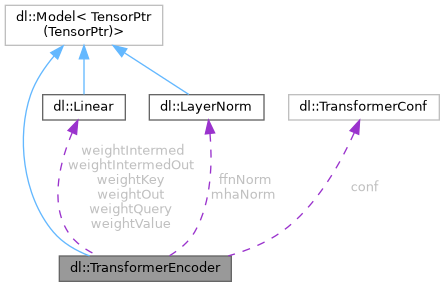 dl::Model< TensorPtr
(TensorPtr)>
dl::Linear
dl::LayerNorm
dl::TransformerConf
weightIntermed
weightIntermedOut
weightKey
weightOut
weightQuery
weightValue
ffnNorm
mhaNorm
conf
dl::TransformerEncoder